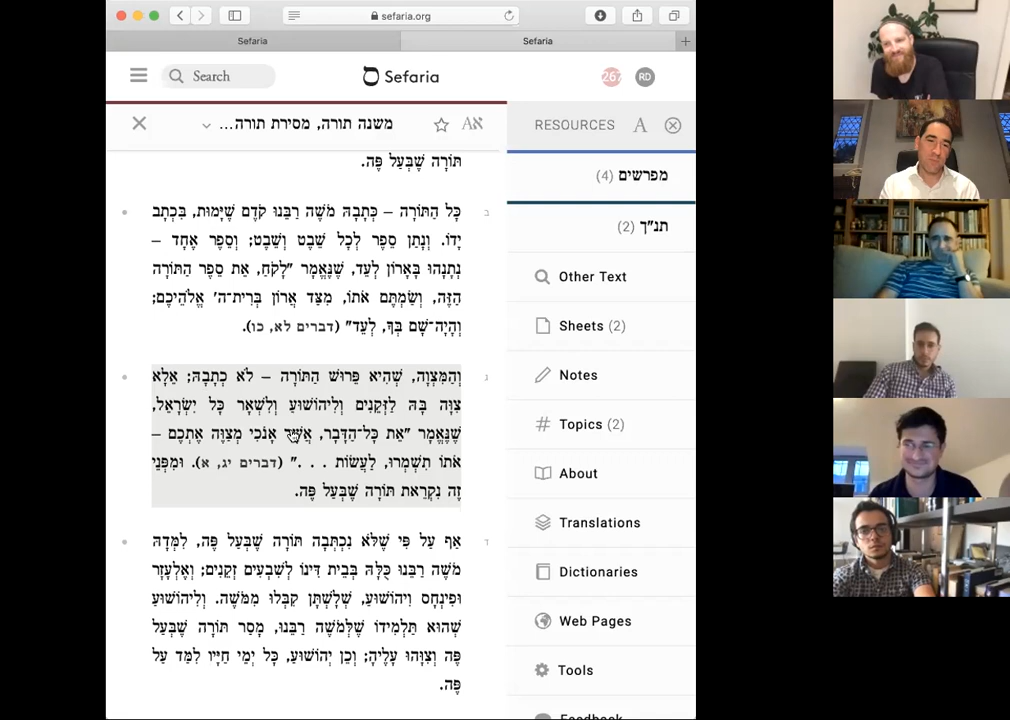 sefaria.org
Sefaria
Sefaria
Search
Sefaria
RD
משנה תורה, מסירת תורה...
RESOURCES
A
תּוֹרָה שֶׁבְּעַל פֶּה.
ב
כָּל הַתּוֹרָה – כְּתָבָהּ מֹשֶׁה רַבֵּנוּ קֹדֶם שֶׁיָּמוּת, בִּכְתָב
יָדוֹ. וְנָתַן סֵפֶר לְכָל שֵׁבֶט וְשֵׁבֶט; וְסֵפֶר אֶחָד –
נְתָנָהוּ בָּאָרוֹן לְעֵד, שֶׁנֶּאֱמָר "לָקֹחַ, אֵת סֵפֶר הַתּוֹרָה
הַזֶּה, וְשַׂמְתֶּם אֹתוֹ, מִצַּד אֲרוֹן בְּרִית־ה' אֱלֹהֵיכֶם;
וְהָיָה־שָׁם בְּךָ, לְעֵד" (דברים לא, כו).
ג
וְהַמִּצְוָה, שְׁהִיא פֵּרוּשׁ הַתּוֹרָה – לֹא כְתָבָהּ; אֵלָא
צִוָּה בָּהּ לַזְּקֵנִים וְלִיהוֹשׁוּעַ וְלִשְׁאָר כָּל יִשְׂרָאֵל,
שֶׁנֶּאֱמָר "אֵת כָּל־הַדָּבָר, אֲשֶׁר אָנֹכִי מְצַוֶּה אֶתְכֶם –
אֹתוֹ תִשְׁמְרוּ, לַעֲשׂוֹת . . ." (דברים יג, א). וּמִפְּנֵי
זֶה נִקְרֵאת תּוֹרָה שֶׁבְּעַל פֶּה.
ד
אַף עַל פִּי שֶׁלֹּא נִכְתְּבָה תּוֹרָה שֶׁבְּעַל פֶּה, לִמְּדָהּ
מֹשֶׁה רַבֵּנוּ כֻּלָּהּ בְּבֵית דִּינוֹ לְשִׁבְעִים זְקֵנִים; וְאֶלְעָזָר
וּפִינְחָס וִיהוֹשׁוּעַ, שְׁלָשְׁתָּן קִבְּלוּ מִמֹּשֶׁה. וְלִיהוֹשׁוּעַ
שְׁהוּא תַּלְמִידוֹ שֶׁלְּמֹשֶׁה רַבֵּנוּ, מָסַר תּוֹרָה שֶׁבְּעַל
פֶּה וְצִוָּהוּ עָלֶיהָ; וְכֵן יְהוֹשׁוּעַ, כָּל יְמֵי חַיָּיו לִמַּד עַל
פֶּה.
מפרשים (4)
תנ"ך (2)
Other Text
Sheets (2)
Notes
Topics (2)
About
Translations
Dictionaries
Web Pages
Tools
Feedback